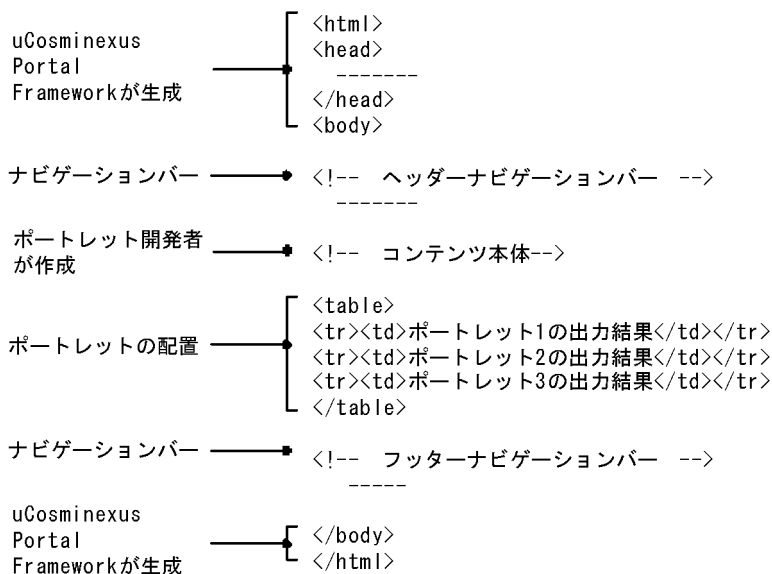 uCosminexus
Portal
Frameworkが生成
<html>
<head>
-------
</head>
<body>
ナビゲーションバー
<!-- ヘッダーナビゲーションバー -->
-------
ポートレット開発者
が作成
<!-- コンテンツ本体-->
ポートレットの配置
<table>
<tr><td>ポートレット1の出力結果</td></tr>
<tr><td>ポートレット2の出力結果</td></tr>
<tr><td>ポートレット3の出力結果</td></tr>
</table>
ナビゲーションバー
<!-- フッターナビゲーションバー -->
-----
uCosminexus
Portal
Frameworkが生成
</body>
</html>